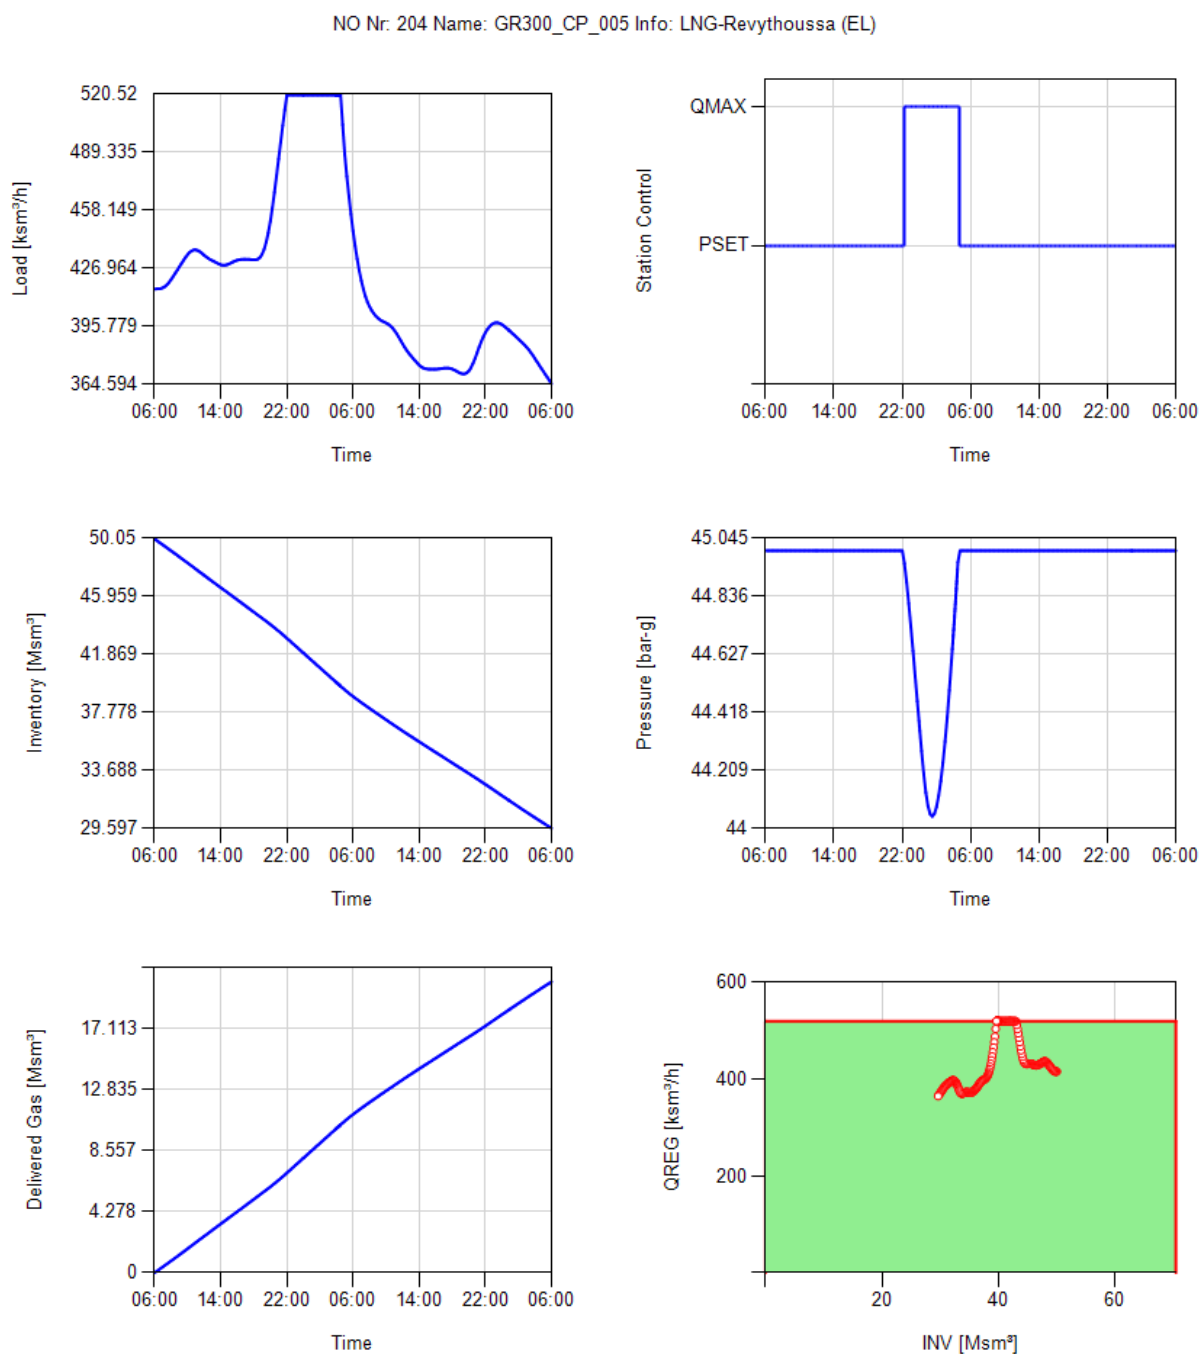 NO Nr: 204 Name: GR300_CP_005 Info: LNG-Revythoussa (EL)
520.52
489.335
458.149
426.964
395.779
364.594
Load [ksm³/h]
06:00 14:00 22:00 06:00 14:00 22:00 06:00
Time
QMAX
PSET
Station Control
06:00 14:00 22:00 06:00 14:00 22:00 06:00
Time
50.05
45.959
41.869
37.778
33.688
29.597
Inventory [Msm³]
06:00 14:00 22:00 06:00 14:00 22:00 06:00
Time
45.045
44.836
44.627
44.418
44.209
44
Pressure [bar-g]
06:00 14:00 22:00 06:00 14:00 22:00 06:00
Time
17.113
12.835
8.557
4.278
0
Delivered Gas [Msm³]
06:00 14:00 22:00 06:00 14:00 22:00 06:00
Time
600
400
200
QREG [ksm³/h]
20 40 60
INV [Msm³]